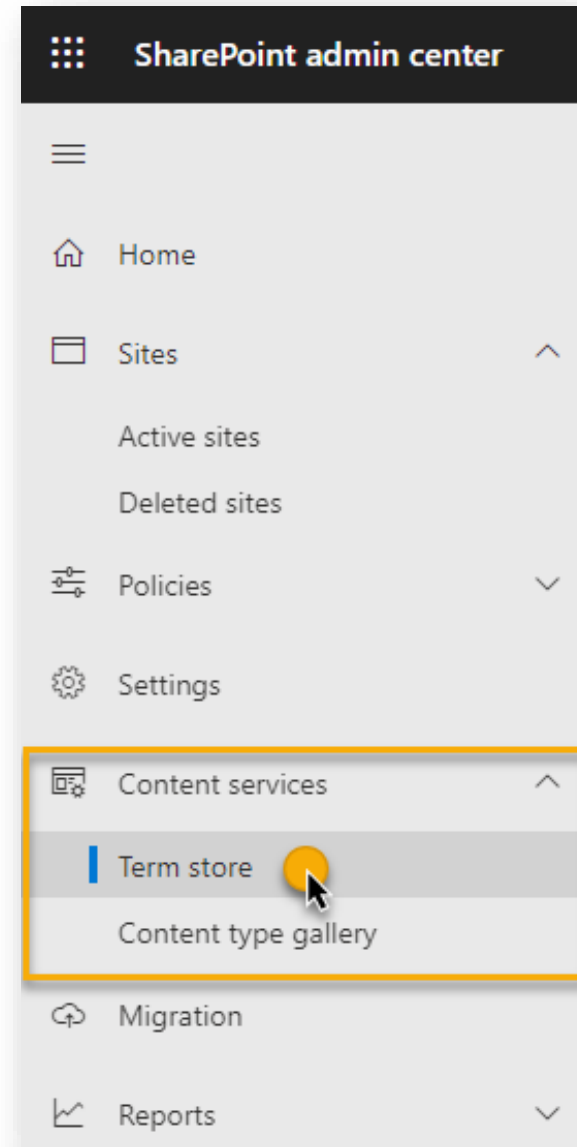 SharePoint admin center
Home
Sites
Active sites
Deleted sites
Policies
Settings
Content services
Term store
Content type gallery
Migration
Reports